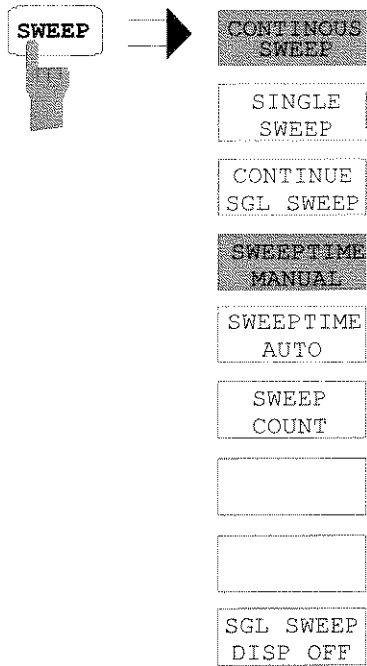 SWEEP
CONTINOUS
SWEEP
SINGLE
SWEEP
CONTINUE
SGL SWEEP
SWEEPTIME
MANUAL
SWEEPTIME
AUTO
SWEEP
COUNT
SGL SWEEP
DISP OFF